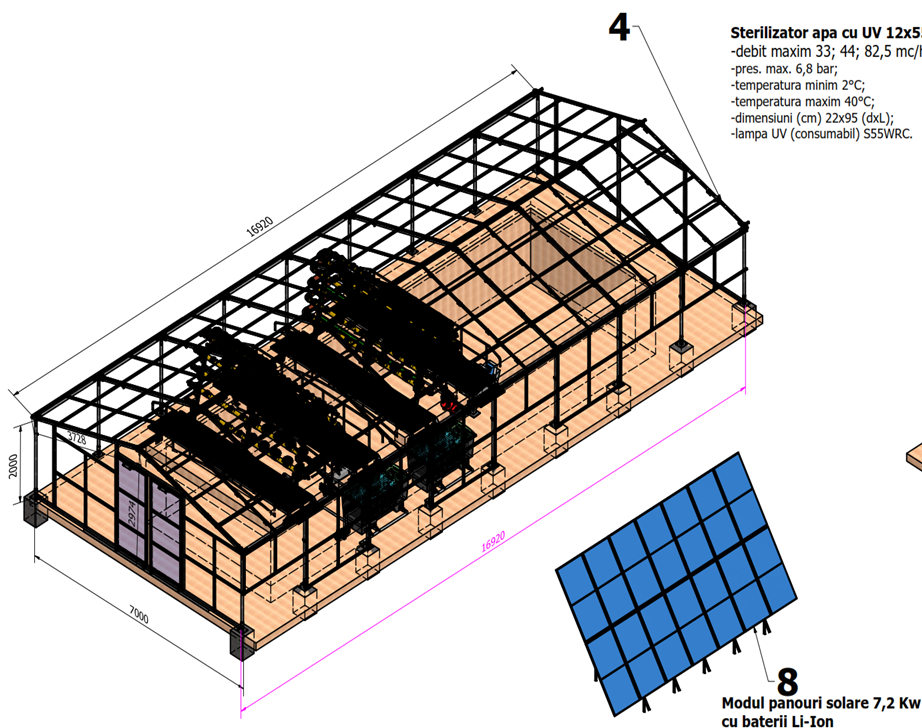 4
Sterilizator apa cu UV
-debit maxim 33; 44; 82,5
-pres. max. 6,8 bar;
-temperatura minim 2°C;
-temperatura maxim 40°C;
-dimensiuni (cm) 22x95 (dxL);
-lampa UV (consumabil) S55WRC.
16920
3728
2000
2974
16920
7000
8
Modul panouri solare 7,2 Kw
cu baterii Li-Ion